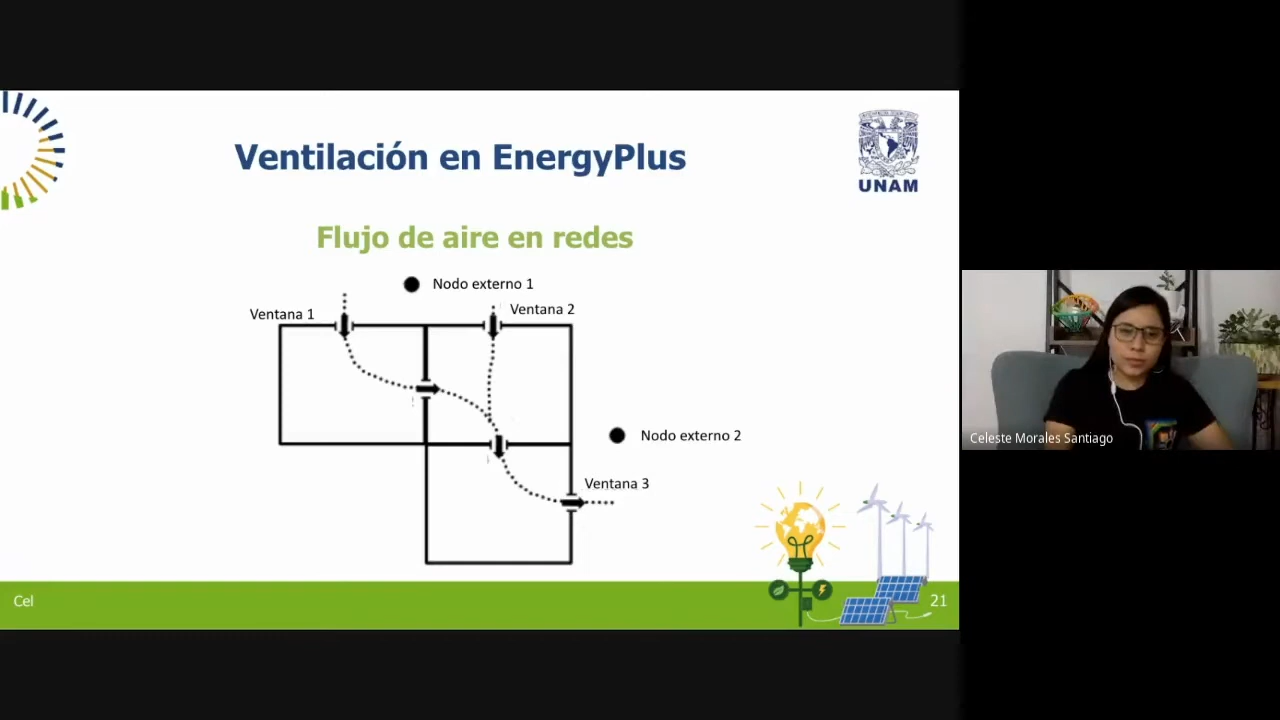 Ventilación en EnergyPlus
UNAM
Flujo de aire en redes
Nodo externo 1
Ventana 1
Ventana 2
Nodo externo 2
Ventana 3
Celeste Morales Santiago
Cel
21